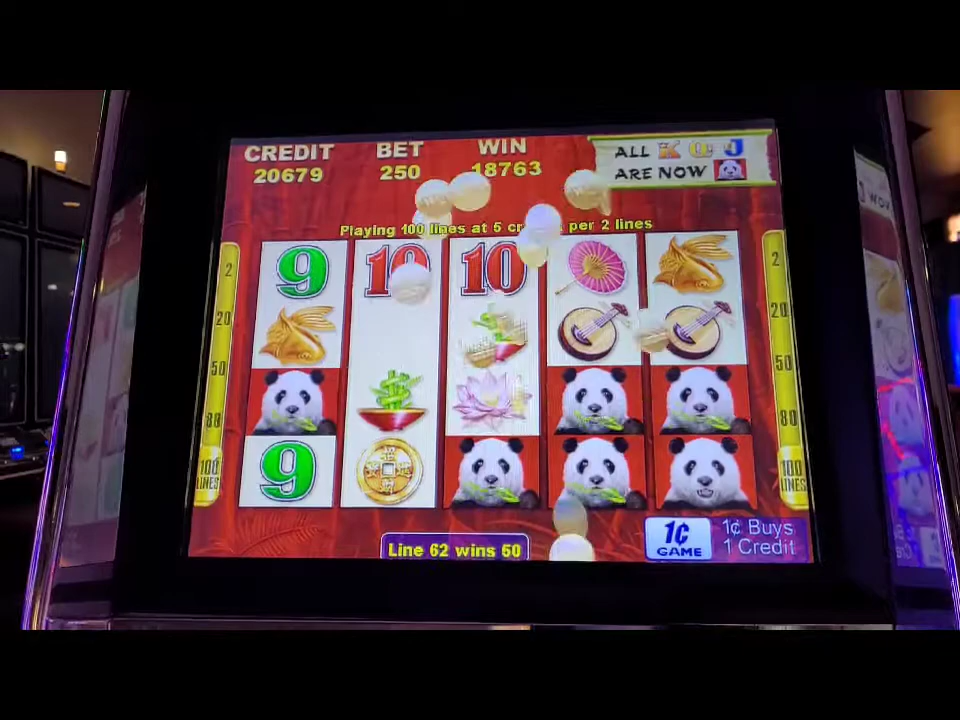 CREDIT BET WIN
20679 250 18763
ALL K Q J
ARE NOW
Playing 100 lines at 5 per 2 lines
2 9 10 10 2
20 20
50 50
80 80
100 LINES 9 100 LINES
Line 62 wins 50
1¢ GAME
1¢ Buys
1 Credit